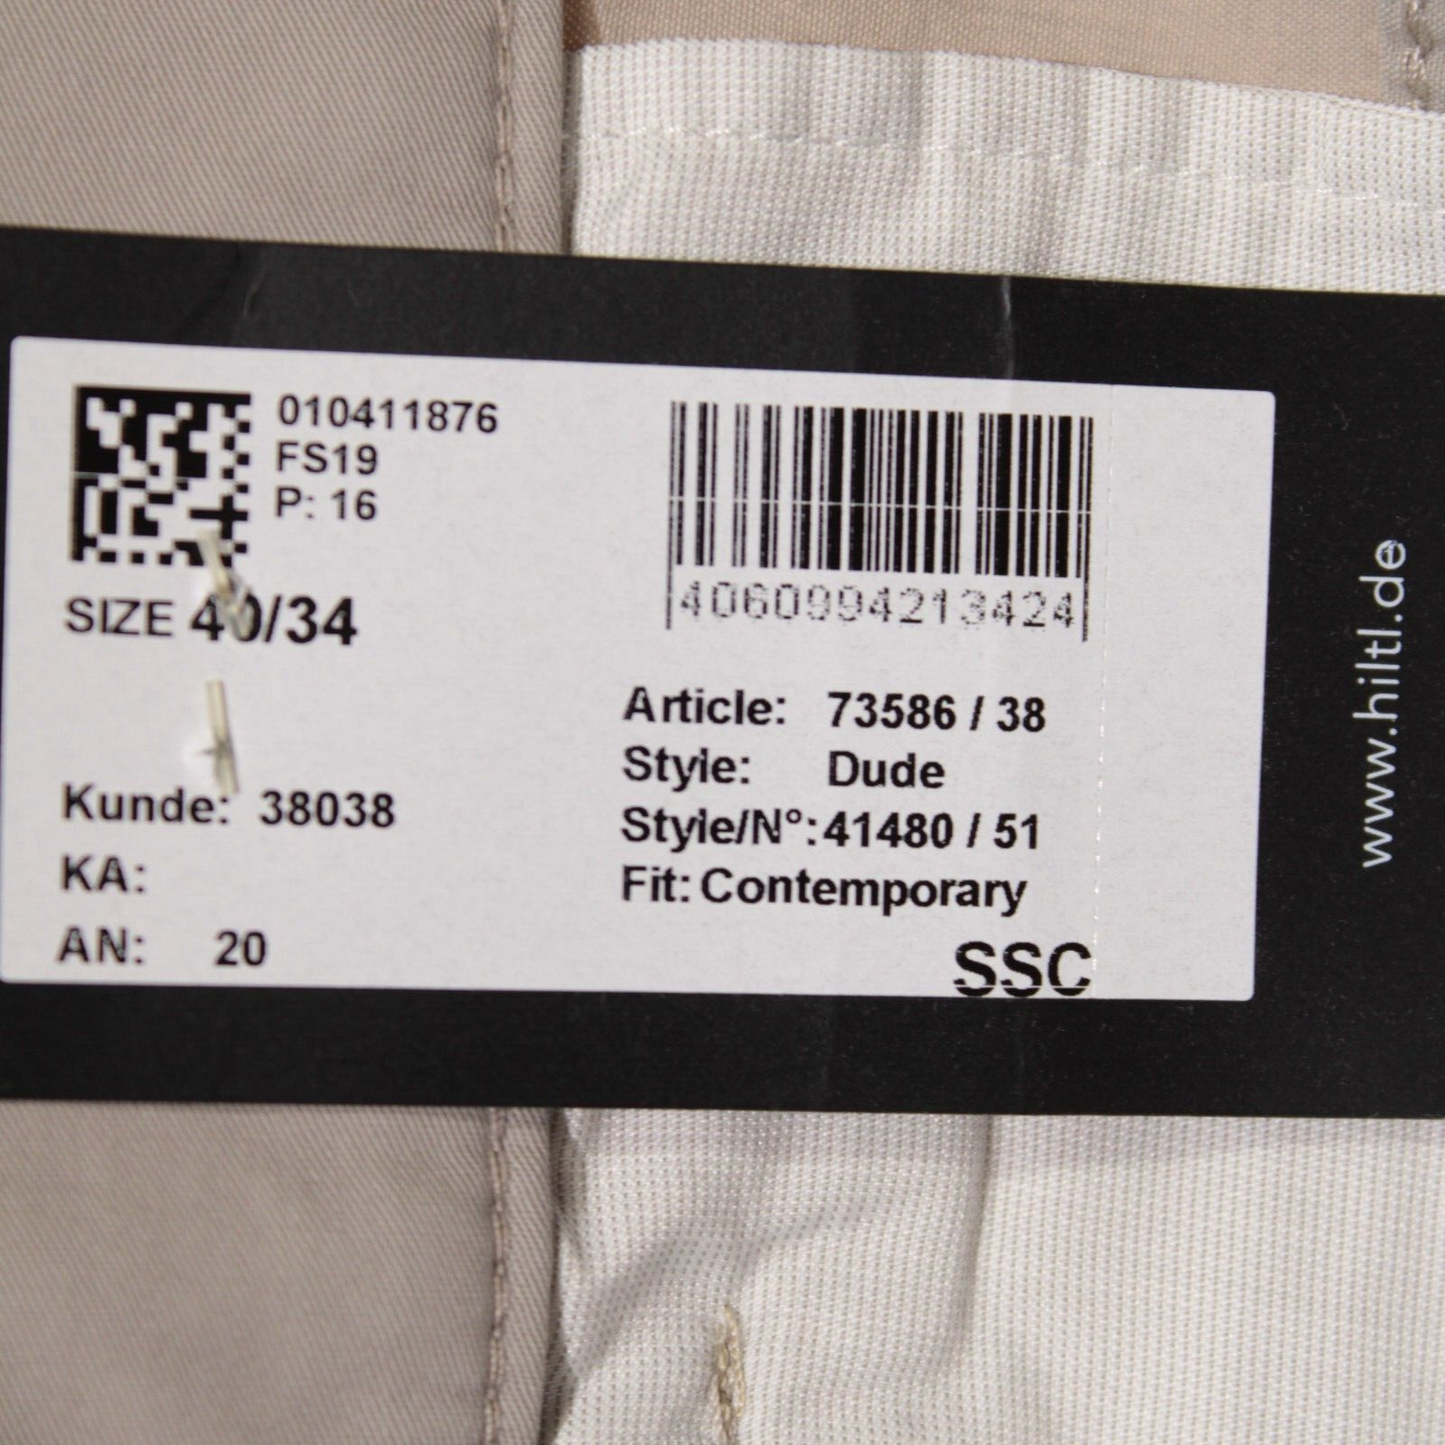 010411876
FS19
P: 16
SIZE 40/34
4060994213424
Article: 73586 / 38
Style: Dude
Style/N°: 41480 / 51
Fit: Contemporary
SSC
Kunde: 38038
KA:
AN: 20
www.hiltl.de